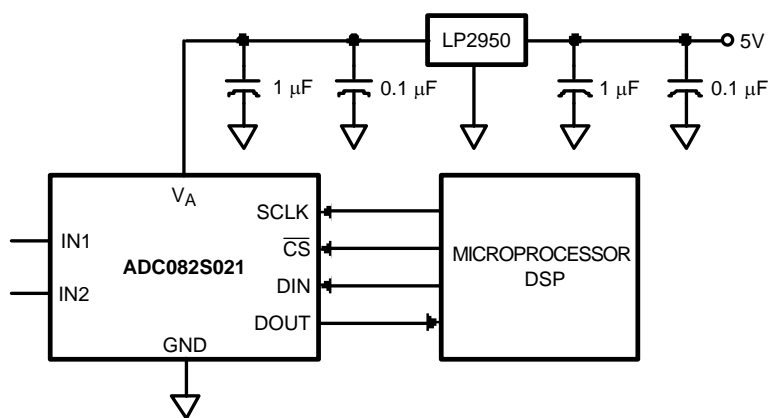 LP2950
5V
1 μF
0.1 μF
1 μF
0.1 μF
VA
SCLK
CS
IN1
ADC082S021
MICROPROCESSOR
DSP
IN2
DIN
DOUT
GND